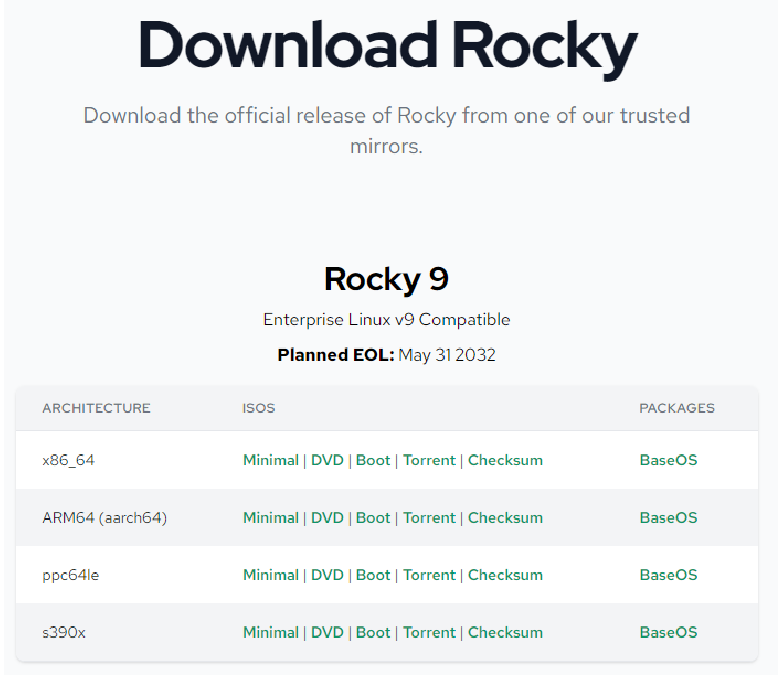 Download Rocky
Download the official release of Rocky from one of our trusted
mirrors.
Rocky 9
Enterprise Linux v9 Compatible
Planned EOL: May 31 2032
ARCHITECTURE ISOS PACKAGES
x86_64 Minimal | DVD | Boot | Torrent | Checksum BaseOS
ARM64 (aarch64) Minimal | DVD | Boot | Torrent | Checksum BaseOS
ppc64le Minimal | DVD | Boot | Torrent | Checksum BaseOS
s390x Minimal | DVD | Boot | Torrent | Checksum BaseOS